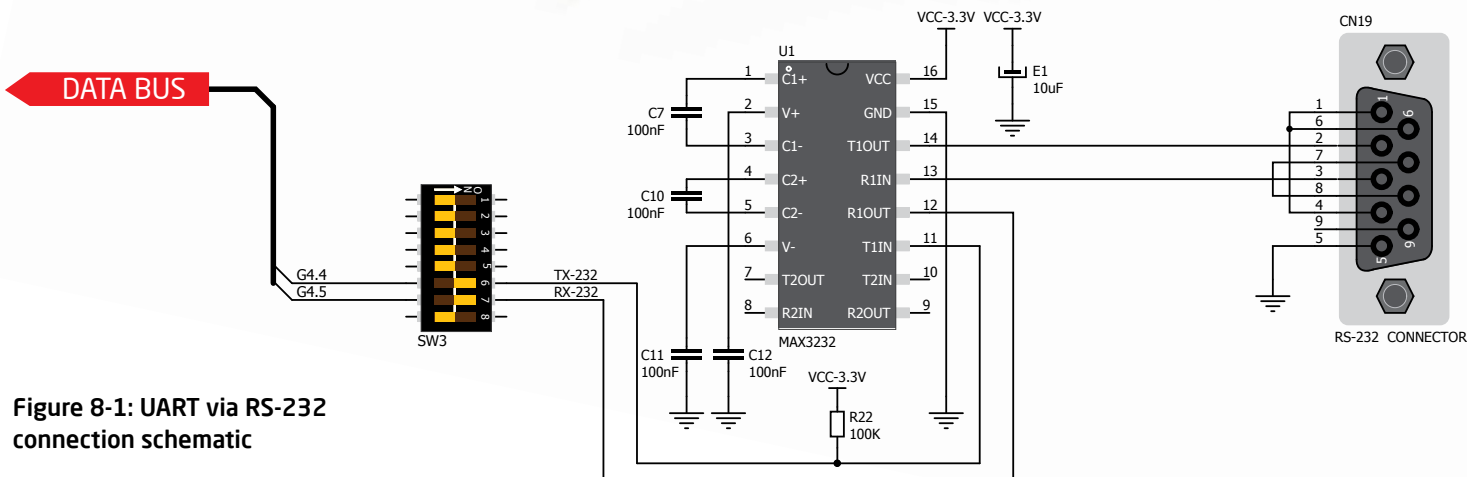 VCC-3.3V VCC-3.3V
CN19
U1
DATA BUS
1 C1+ VCC 16
E1
10uF
C7
100nF
2 V+ GND 15
3 C1- T1OUT 14
4 C2+ R1IN 13
C10
100nF
5 C2- R1OUT 12
6 V- T1IN 11
7 T2OUT T2IN 10
8 R2IN R2OUT 9
MAX3232
1
6
2
7
3
8
4
9
5
1
6
5
9
RS-232 CONNECTOR
ON
1
2
3
4
5
6
7
8
G4.4
G4.5
TX-232
RX-232
SW3
C11
100nF
C12
100nF
VCC-3.3V
R22
100K
Figure 8-1: UART via RS-232
connection schematic